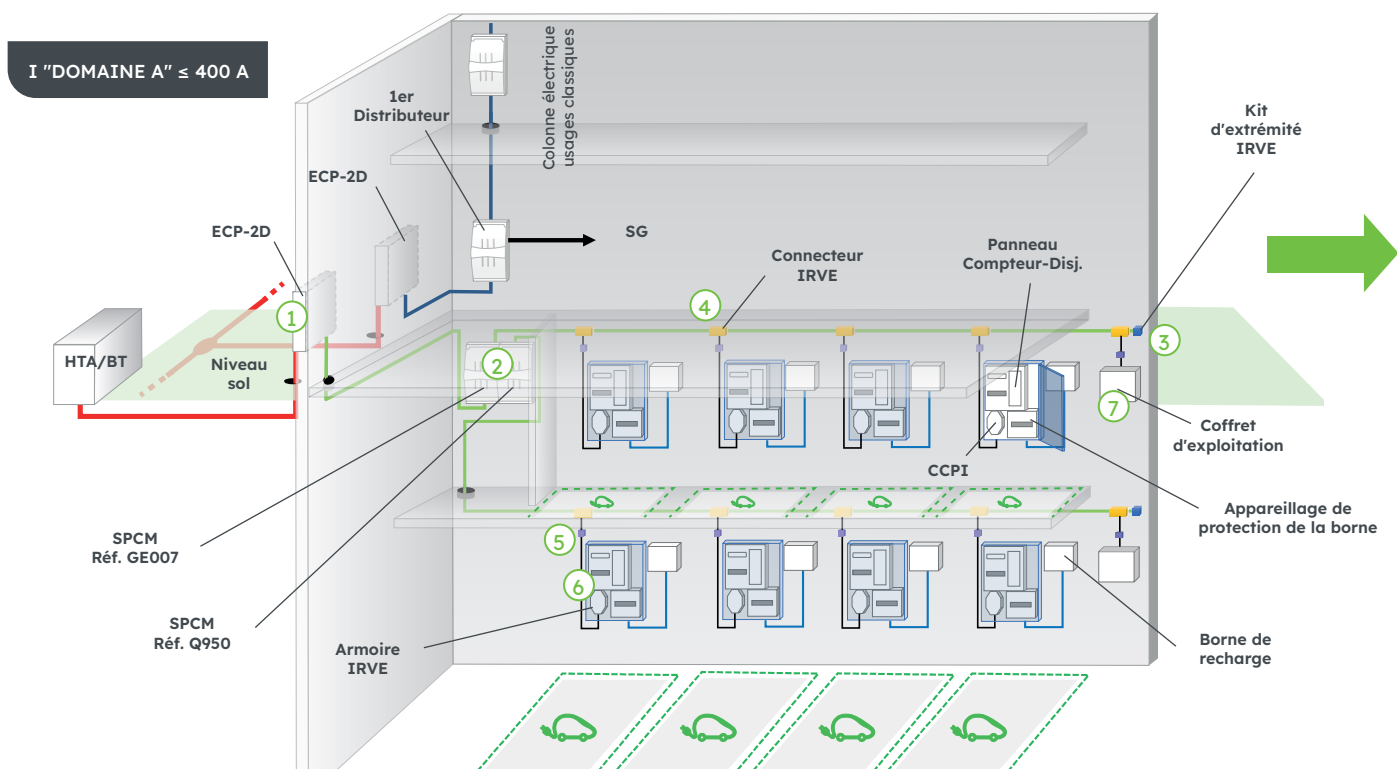 I "DOMAINE A" ≤ 400 A
Colonne électrique
usages classiques
1er
Distributeur
Kit
d'extrémité
IRVE
ECP-2D
ECP-2D
SG
Connecteur
IRVE
Panneau
Compteur-Disj.
1
4
3
HTA/BT
Niveau
sol
2
7
Coffret
d'exploitation
CCPI
SPCM
Réf. GE007
Appareillage de
protection de la borne
5
6
SPCM
Réf. Q950
Armoire
IRVE
Borne de
recharge